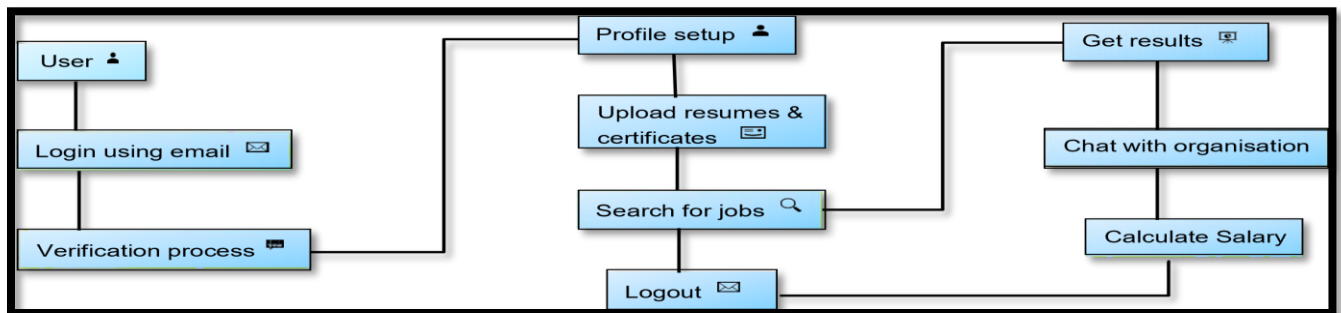 User
Login using email
Verification process
Profile setup
Upload resumes &
certificates
Search for jobs
Logout
Get results
Chat with organisation
Calculate Salary